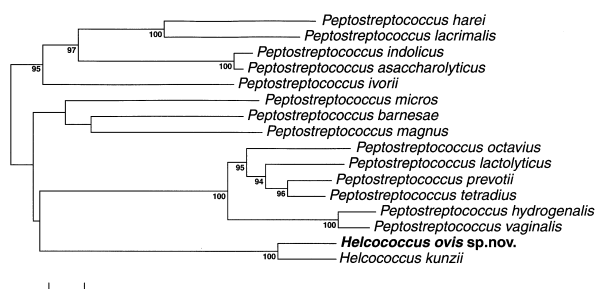 Peptostreptococcus harei
100
Peptostreptococcus lacrimalis
97
Peptostreptococcus indolicus
100
Peptostreptococcus asaccharolyticus
95
Peptostreptococcus ivorii
Peptostreptococcus micros
Peptostreptococcus barnesae
Peptostreptococcus magnus
Peptostreptococcus octavius
95
Peptostreptococcus lactolyticus
94
Peptostreptococcus prevotii
96
Peptostreptococcus tetradius
100
Peptostreptococcus hydrogenalis
100
Peptostreptococcus vaginalis
Helcococcus ovis sp.nov.
100
Helcococcus kunzii